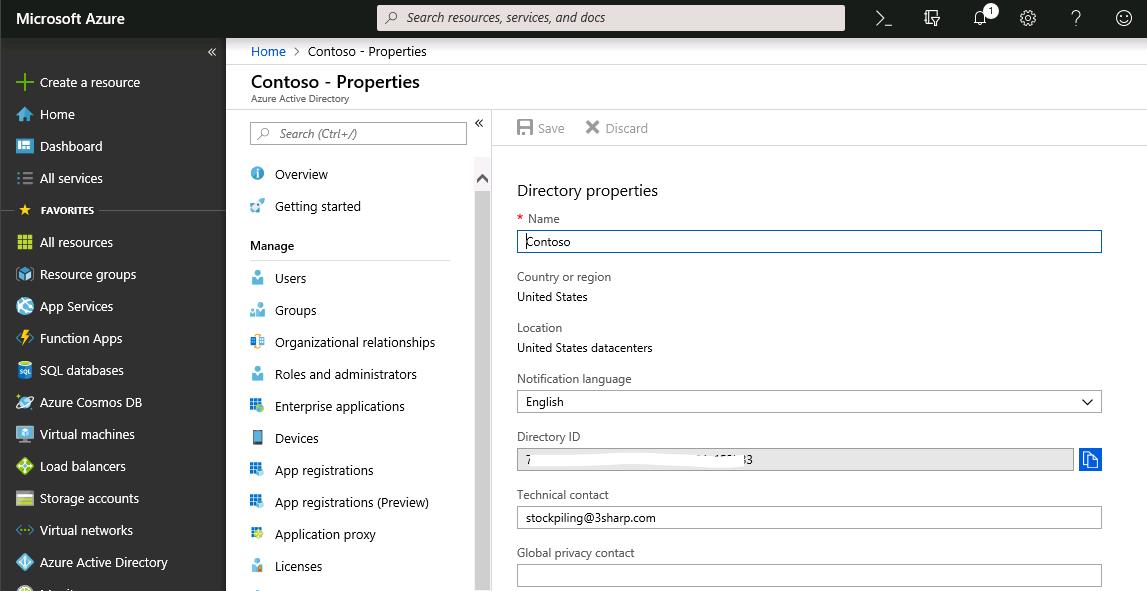 Microsoft Azure
Search resources, services, and docs
1
Create a resource
Home
Dashboard
All services
FAVORITES
All resources
Resource groups
App Services
Function Apps
SQL databases
Azure Cosmos DB
Virtual machines
Load balancers
Storage accounts
Virtual networks
Azure Active Directory
Home > Contoso - Properties
Contoso - Properties
Azure Active Directory
Search (Ctrl+/)
Overview
Getting started
Manage
Users
Groups
Organizational relationships
Roles and administrators
Enterprise applications
Devices
App registrations
App registrations (Preview)
Application proxy
Licenses
Save
Discard
Directory properties
* Name
Contoso
Country or region
United States
Location
United States datacenters
Notification language
English
Directory ID
Technical contact
stockpiling@3sharp.com
Global privacy contact